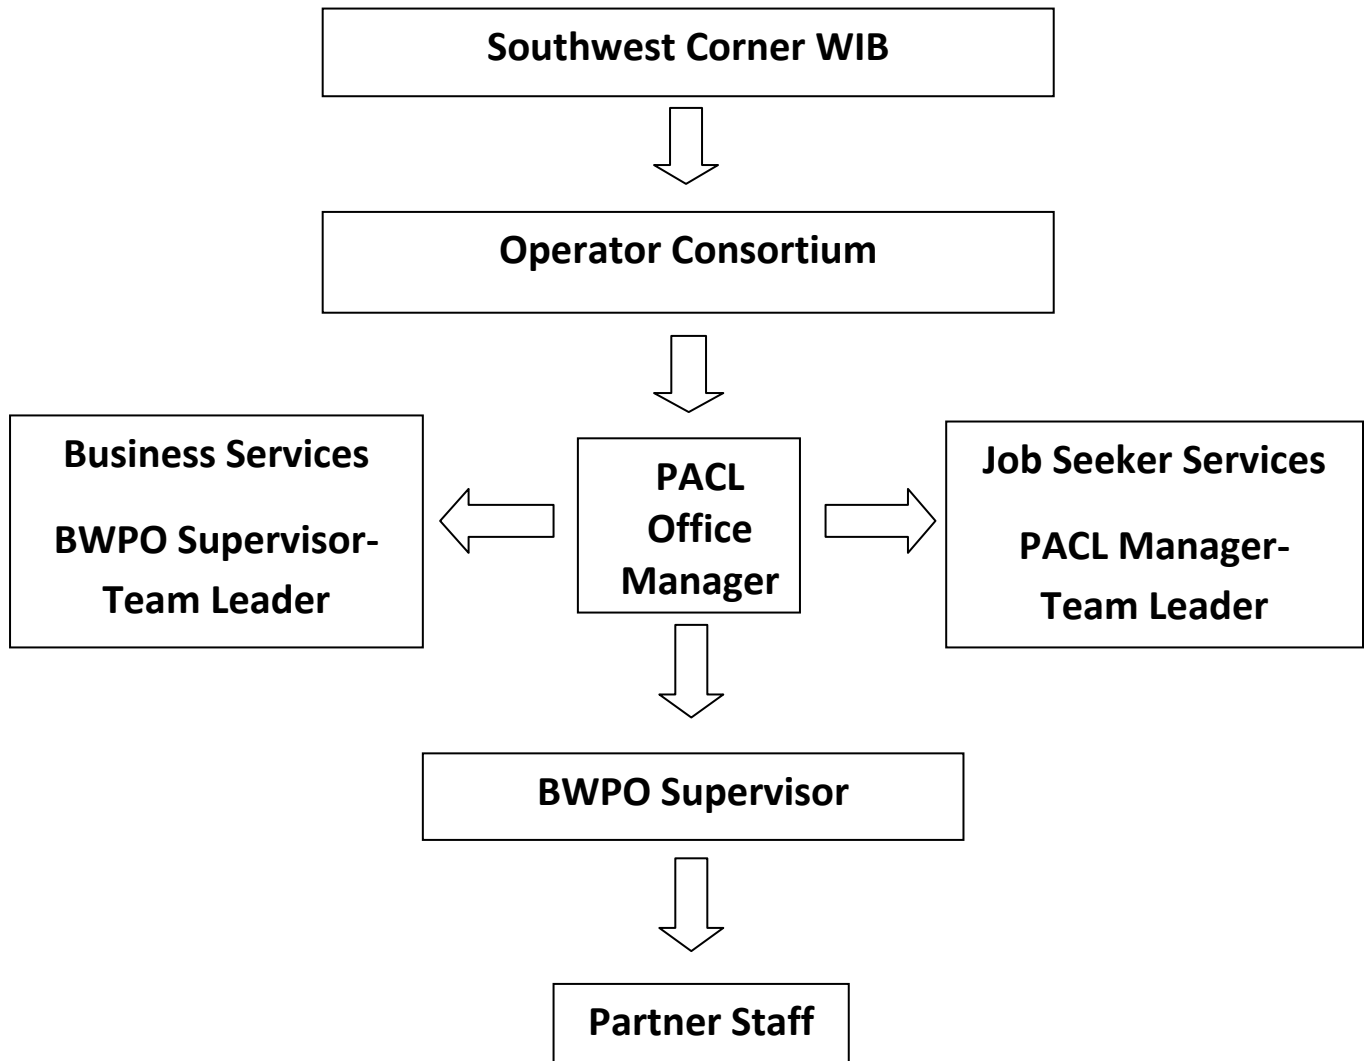 Southwest Corner WIB
Operator Consortium
Business Services
BWPO Supervisor-
Team Leader
PACL
Office
Manager
Job Seeker Services
PACL Manager-
Team Leader
BWPO Supervisor
Partner Staff